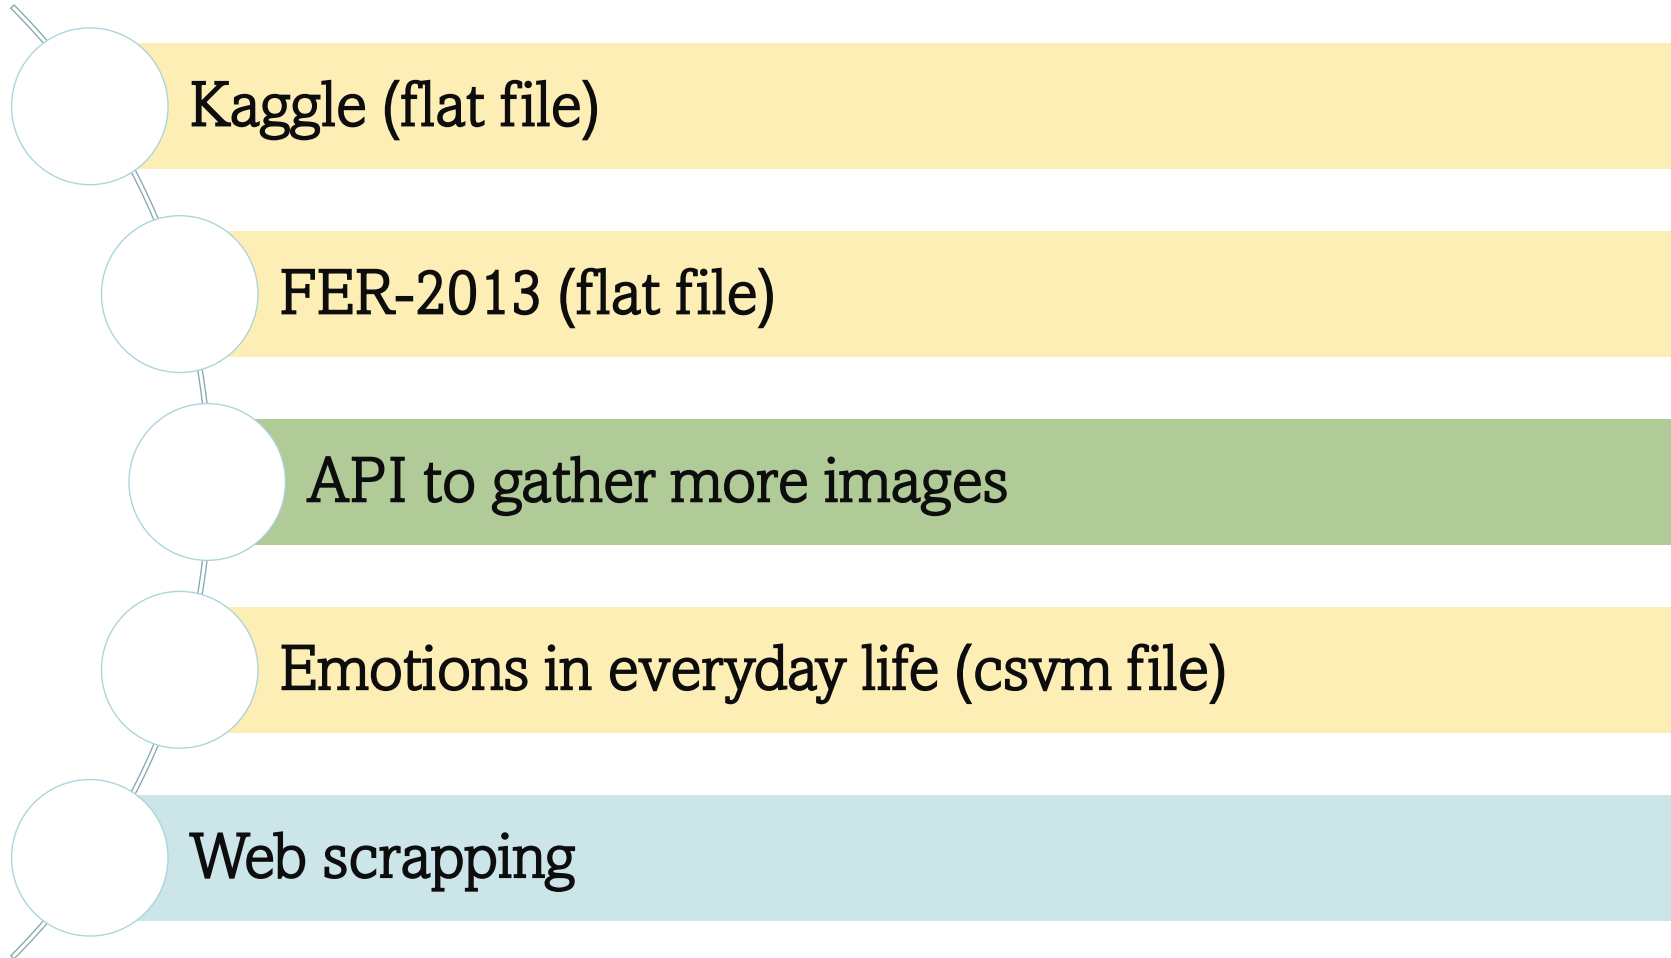 Kaggle (flat file)
FER-2013 (flat file)
API to gather more images
Emotions in everyday life (csvm file)
Web scrapping